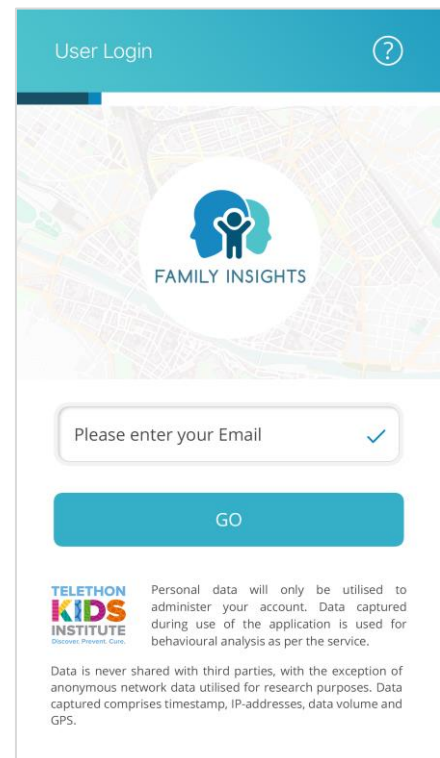 User Login
?
FAMILY INSIGHTS
Please enter your Email
GO
TELETHON
KIDS
INSTITUTE
Discover. Prevent. Cure.
Personal data will only be utilised to
administer your account. Data captured
during use of the application is used for
behavioural analysis as per the service.
Data is never shared with third parties, with the exception of
anonymous network data utilised for research purposes. Data
captured comprises timestamp, IP-addresses, data volume and
GPS.